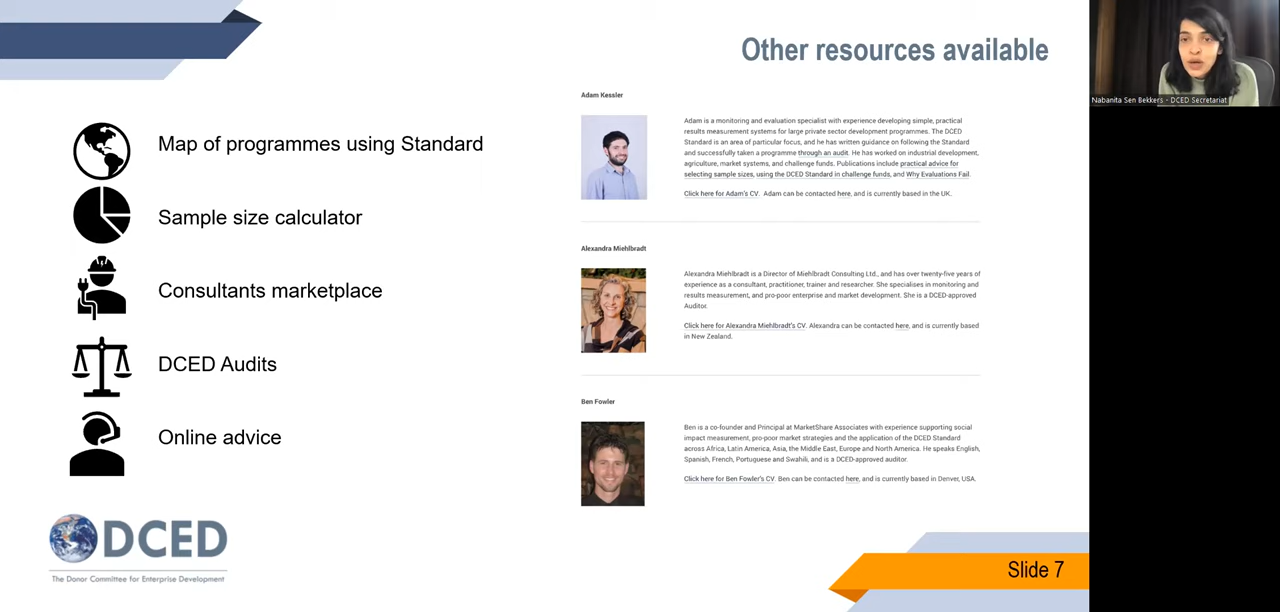 Other resources available
Map of programmes using Standard
Sample size calculator
Consultants marketplace
DCED Audits
Online advice
Adam Kessler
Adam is a monitoring and evaluation specialist with experience developing simple, practical
results measurement systems for large private sector development programmes. The DCED
Standard is an area of particular focus, and he has written guidance on following the Standard
and successfully taken a programme through an audit. He has worked on industrial development,
agriculture, market systems, and challenge funds. Publications include practical advice for
selecting sample sizes, using the DCED Standard in challenge funds, and Why Evaluations Fail.
Click here for Adam's CV. Adam can be contacted here, and is currently based in the UK.
Alexandra Miehlbradt
Alexandra Miehlbradt is a Director of Miehlbradt Consulting Ltd., and has over twenty-five years of
experience as a consultant, practitioner, trainer and researcher. She specialises in monitoring and
results measurement, and pro-poor enterprise and market development. She is a DCED-approved
Auditor.
Click here for Alexandra Miehlbradt's CV. Alexandra can be contacted here, and is currently based
in New Zealand.
Ben Fowler
Ben is a co-founder and Principal at MarketShare Associates with experience supporting social
impact measurement, pro-poor market strategies and the application of the DCED Standard
across Africa, Latin America, Asia, the Middle East, Europe and North America. He speaks English,
Spanish, French, Portuguese and Swahili, and is a DCED-approved auditor.
Click here for Ben Fowler's CV. Ben can be contacted here, and is currently based in Denver, USA.
DCED
The Donor Committee for Enterprise Development
Slide 7
Nabanita Sen Bekkers - DCED Secretariat